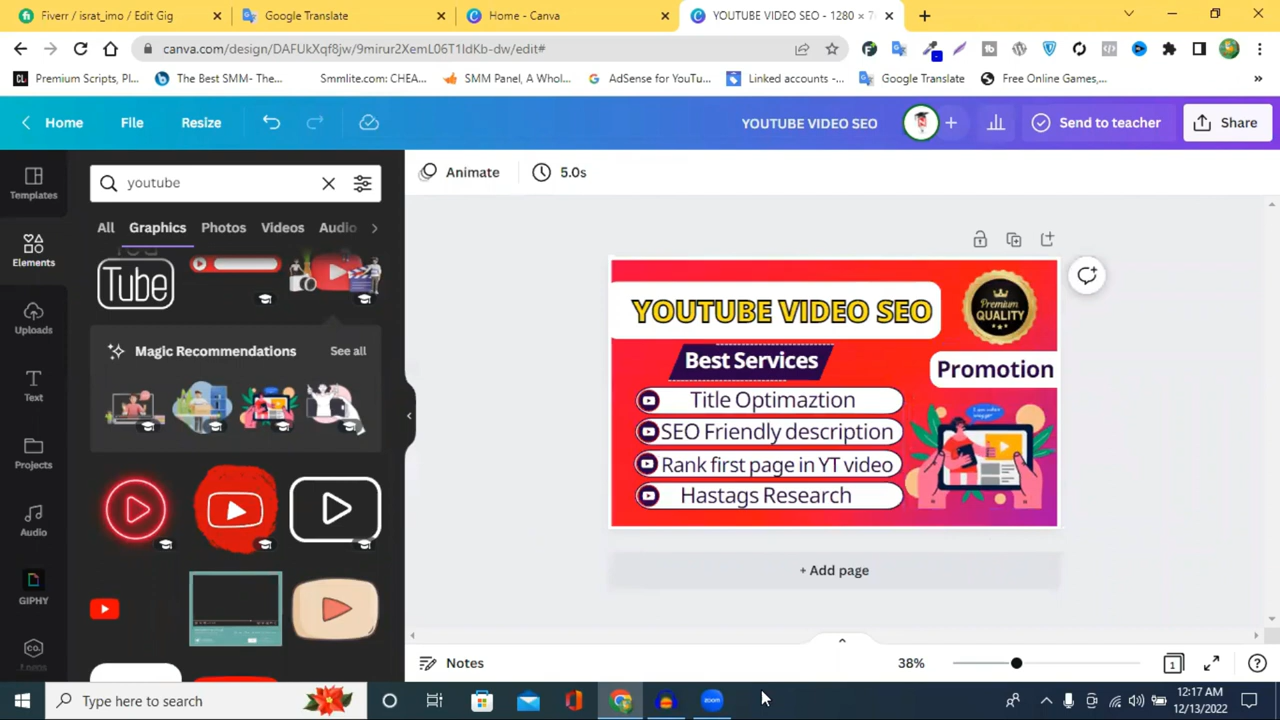 Fiverr / israt_imo / Edit Gig
Google Translate
Home - Canva
YOUTUBE VIDEO SEO - 1280 × 7
canva.com/design/DAFUkXqf8jw/9mirur2XemL06T1IdKb-dw/edit#
Premium Scripts, Pl...
The Best SMM- The...
Smmlite.com: CHEA...
SMM Panel, A Whol...
AdSense for YouTu...
Linked accounts -...
Google Translate
Free Online Games,...
»
Home
File
Resize
YOUTUBE VIDEO SEO
+
Send to teacher
Share
Templates
Elements
Uploads
Text
Projects
Audio
GIPHY
youtube
All
Graphics
Photos
Videos
Audio
Tube
Magic Recommendations
See all
Animate
5.0s
YOUTUBE VIDEO SEO
Premium
QUALITY
Best Services
Promotion
Title Optimaztion
SEO Friendly description
Rank first page in YT video
Hastags Research
+ Add page
Notes
38%
1
?
Type here to search
zoom
12:17 AM
12/13/2022